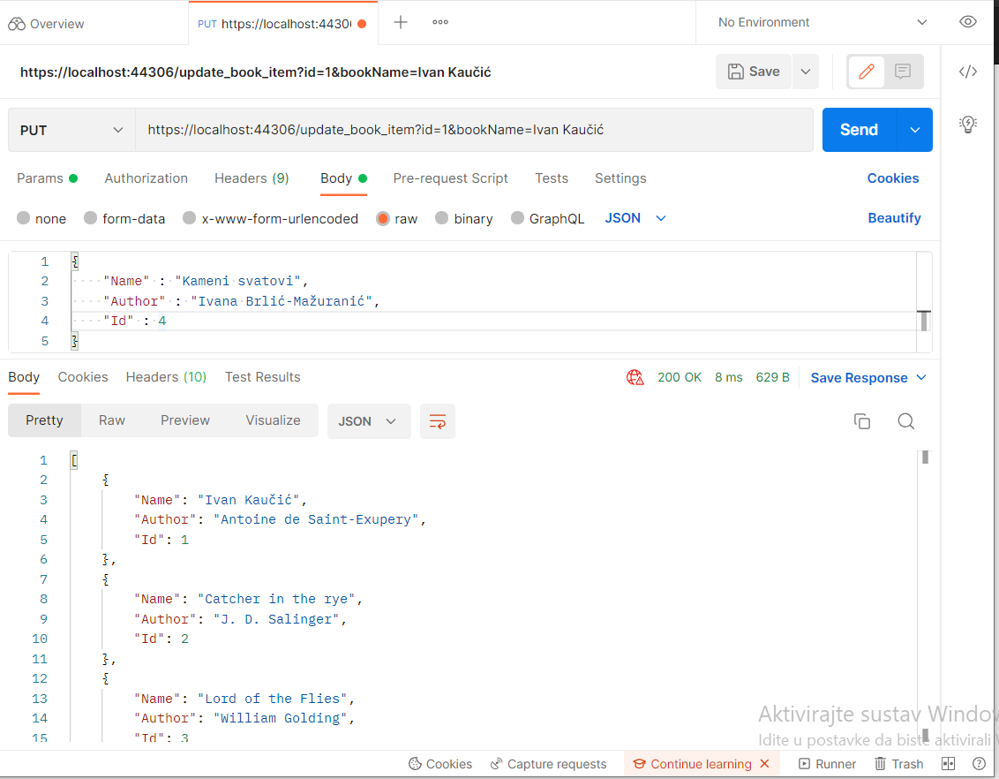 Overview
PUT https://localhost:4430
No Environment
https://localhost:44306/update_book_item?id=1&bookName=Ivan Kaučić
Save
PUT
https://localhost:44306/update_book_item?id=1&bookName=Ivan Kaučić
Send
Params
Authorization
Headers (9)
Body
Pre-request Script
Tests
Settings
Cookies
none
form-data
x-www-form-urlencoded
raw
binary
GraphQL
JSON
Beautify
1 {
2 "Name" : "Kameni svatovi",
3 "Author" : "Ivana Brlić-Mažuranić",
4 "Id" : 4
5 }
Body
Cookies
Headers (10)
Test Results
200 OK
8 ms
629 B
Save Response
Pretty
Raw
Preview
Visualize
JSON
1 [
2 {
3 "Name": "Ivan Kaučić",
4 "Author": "Antoine de Saint-Exupery",
5 "Id": 1
6 },
7 {
8 "Name": "Catcher in the rye",
9 "Author": "J. D. Salinger",
10 "Id": 2
11 },
12 {
13 "Name": "Lord of the Flies",
14 "Author": "William Golding",
15 "Id": 3
Aktivirajte sustav Window
Idite u postavke da biste aktivirali
Cookies
Capture requests
Continue learning
Runner
Trash